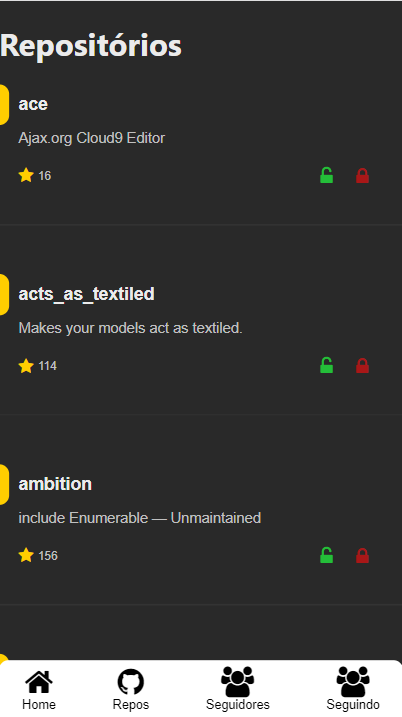 Repositórios
ace
Ajax.org Cloud9 Editor
16
acts_as_textiled
Makes your models act as textiled.
114
ambition
include Enumerable — Unmaintained
156
Home Repos Seguidores Seguindo